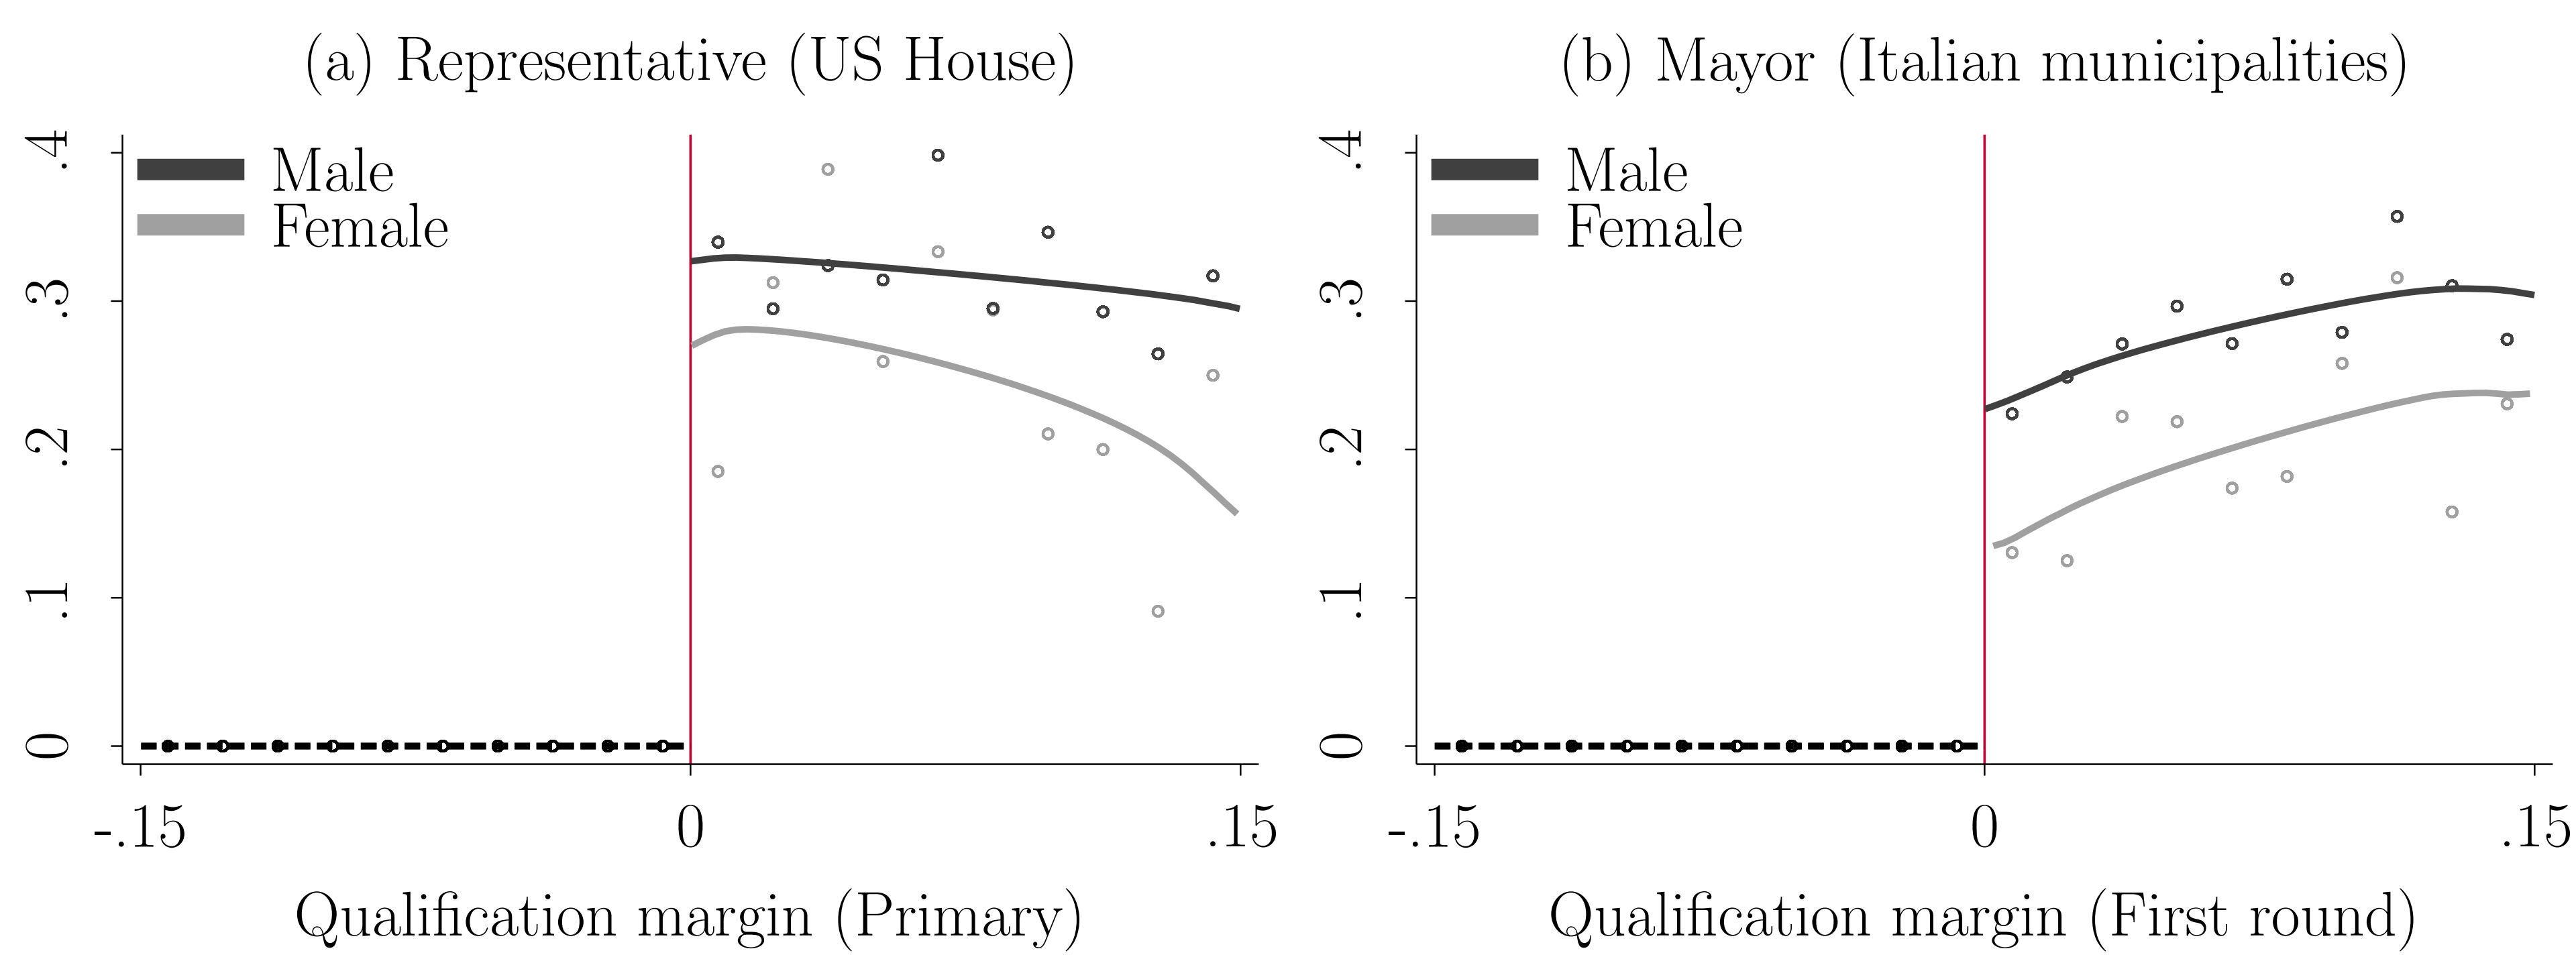 (a) Representative (US House)
Male
Female
.4
.3
.2
.1
0
-.15
0
.15
Qualification margin (Primary)
(b) Mayor (Italian municipalities)
Male
Female
.4
.3
.2
.1
0
-.15
0
.15
Qualification margin (First round)